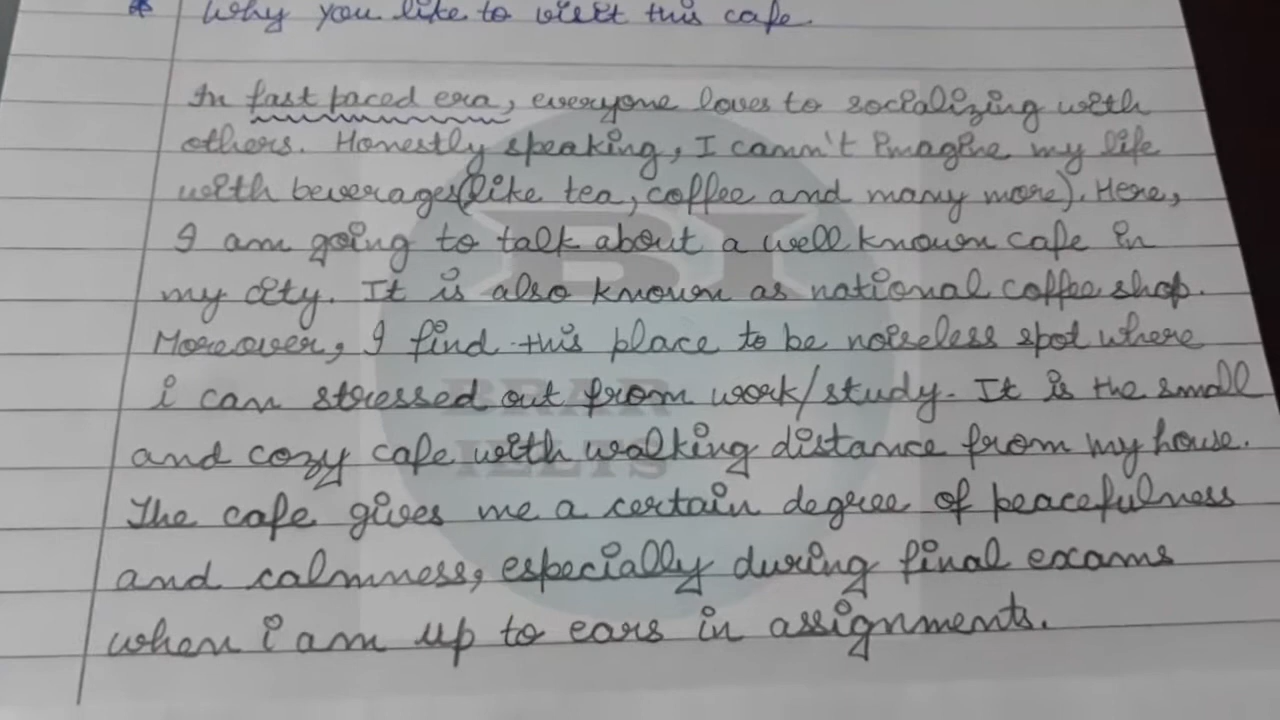 * Why you like to visit this cafe.
In fast paced era, everyone loves to socializing with
others. Honestly speaking, I cann't imagine my life
with beverages(like tea, coffee and many more). Here,
I am going to talk about a well known cafe in
my city. It is also known as national coffee shop.
Moreover, I find this place to be noiseless spot where
i can stressed out from work/study. It is the small
and cozy cafe with walking distance from my house.
The cafe gives me a certain degree of peacefulness
and calmness, especially during final exams
when i am up to ears in assignments.
BI
BRAR
IELTS